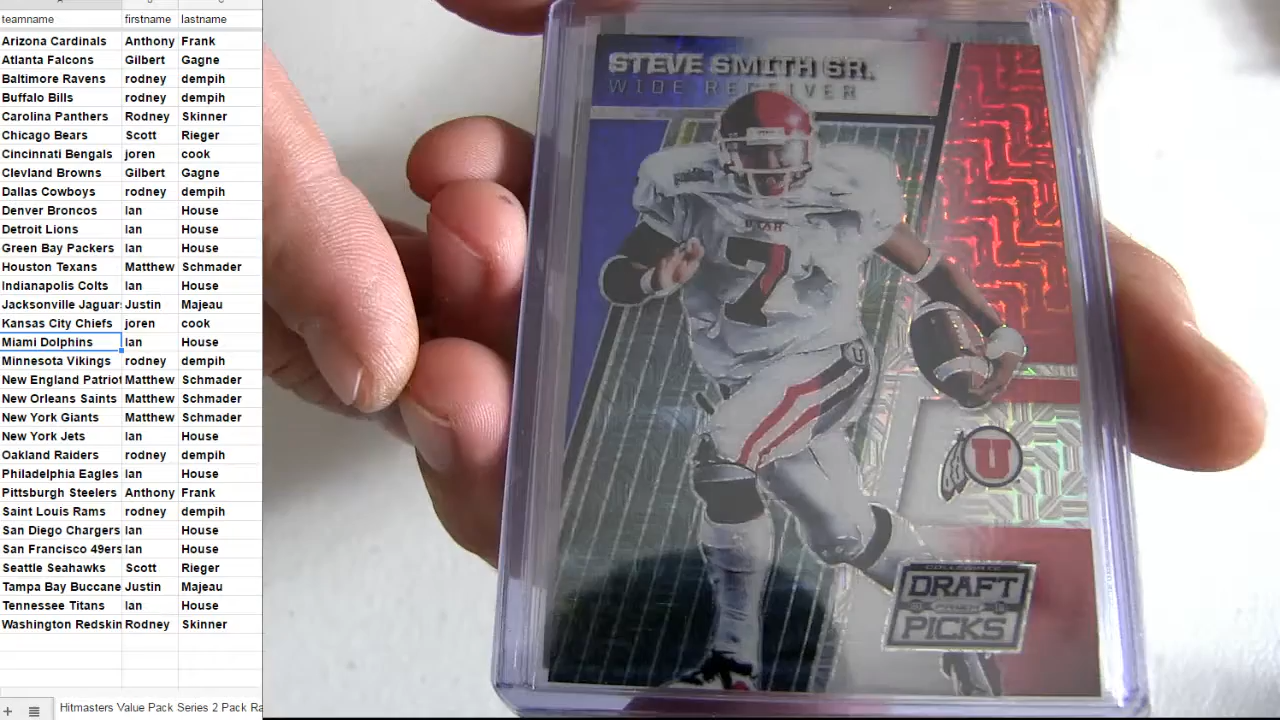 teamname firstname lastname
Arizona Cardinals Anthony Frank
Atlanta Falcons Gilbert Gagne
Baltimore Ravens rodney dempih
Buffalo Bills rodney dempih
Carolina Panthers Rodney Skinner
Chicago Bears Scott Rieger
Cincinnati Bengals joren cook
Clevland Browns Gilbert Gagne
Dallas Cowboys rodney dempih
Denver Broncos Ian House
Detroit Lions Ian House
Green Bay Packers Ian House
Houston Texans Matthew Schmader
Indianapolis Colts Ian House
Jacksonville Jaguar Justin Majeau
Kansas City Chiefs joren cook
Miami Dolphins Ian House
Minnesota Vikings rodney dempih
New England Patriot Matthew Schmader
New Orleans Saints Matthew Schmader
New York Giants Matthew Schmader
New York Jets Ian House
Oakland Raiders rodney dempih
Philadelphia Eagles Ian House
Pittsburgh Steelers Anthony Frank
Saint Louis Rams rodney dempih
San Diego Chargers Ian House
San Francisco 49ers Ian House
Seattle Seahawks Scott Rieger
Tampa Bay Buccane Justin Majeau
Tennessee Titans Ian House
Washington Redskin Rodney Skinner
Hitmasters Value Pack Series 2 Pack Ra
STEVE SMITH SR.
WIDE RECEIVER
UTAH
7
U
U
COLLEGIATE
DRAFT
PRIZM
PICKS